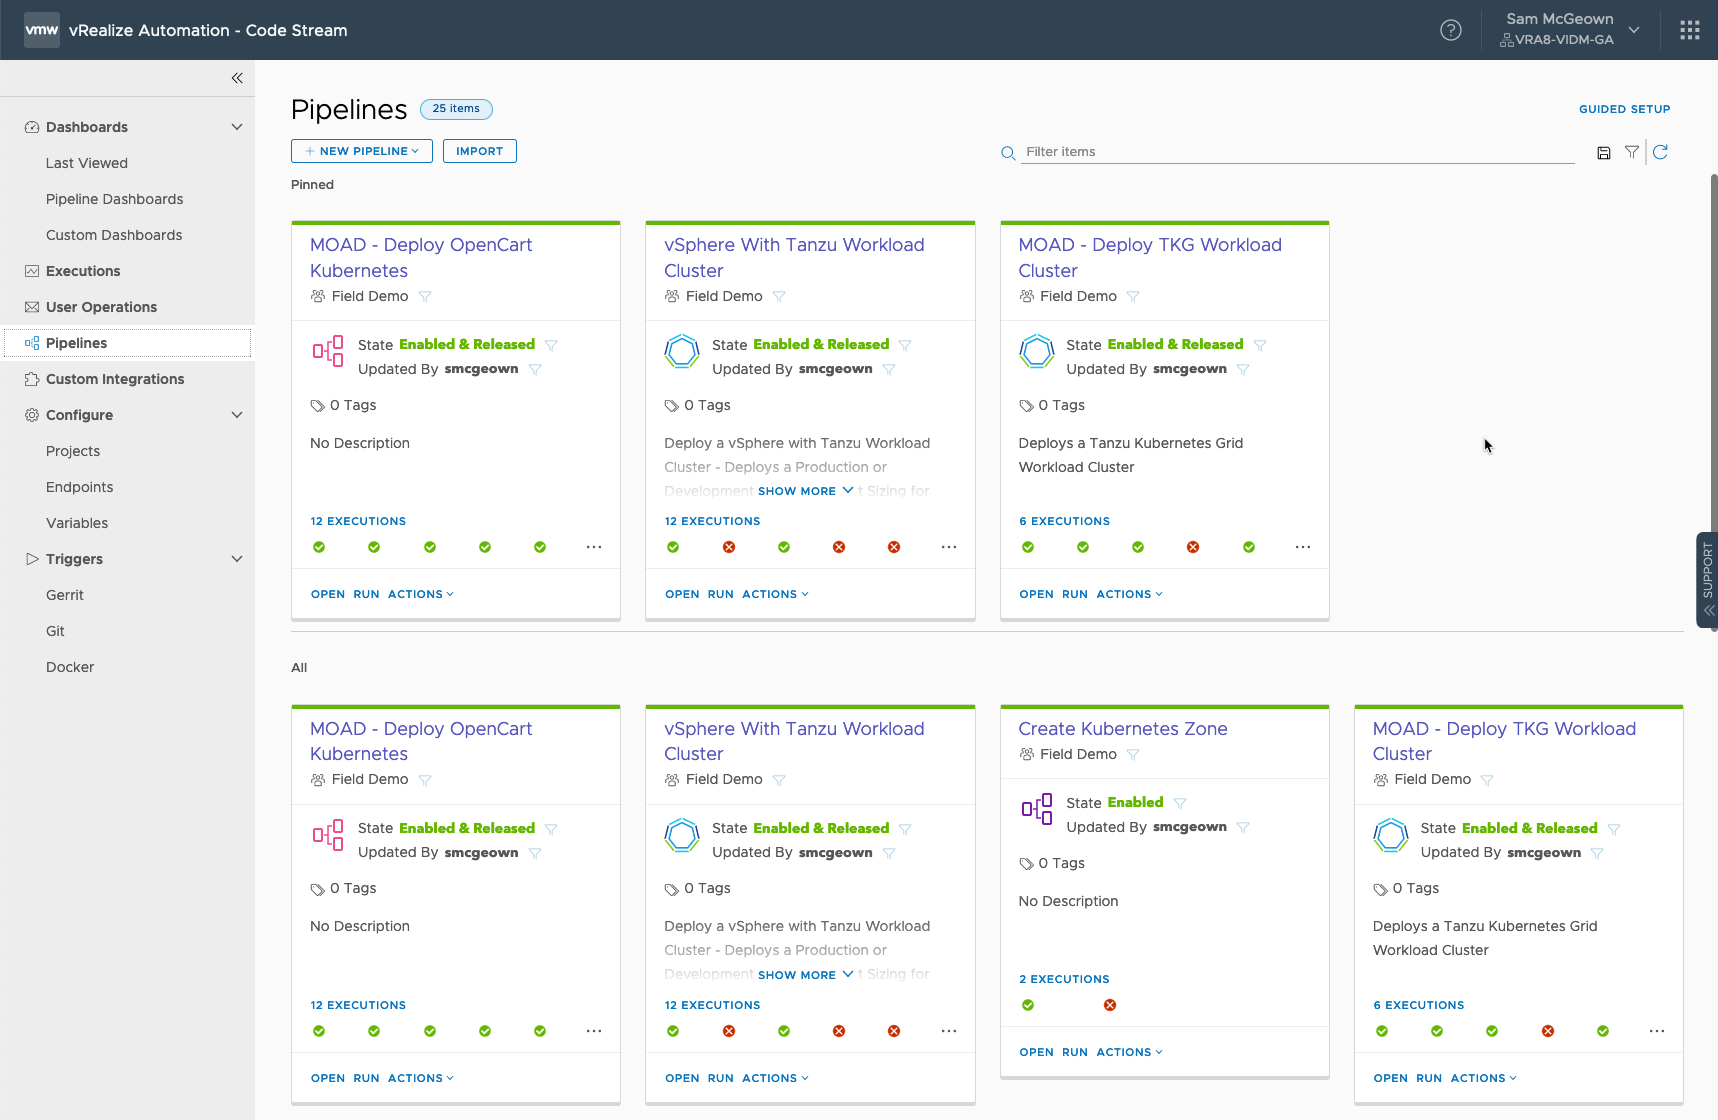 vmw vRealize Automation - Code Stream
Sam McGeown
VRA8-VIDM-GA
Dashboards
Last Viewed
Pipeline Dashboards
Custom Dashboards
Executions
User Operations
Pipelines
Custom Integrations
Configure
Projects
Endpoints
Variables
Triggers
Gerrit
Git
Docker
Pipelines 25 items
GUIDED SETUP
+ NEW PIPELINE IMPORT
Filter items
Pinned
MOAD - Deploy OpenCart
Kubernetes
Field Demo
State Enabled & Released
Updated By smcgeown
0 Tags
No Description
12 EXECUTIONS
...
OPEN RUN ACTIONS
vSphere With Tanzu Workload
Cluster
Field Demo
State Enabled & Released
Updated By smcgeown
0 Tags
Deploy a vSphere with Tanzu Workload
Cluster - Deploys a Production or
Development SHOW MORE t Sizing for
12 EXECUTIONS
...
OPEN RUN ACTIONS
MOAD - Deploy TKG Workload
Cluster
Field Demo
State Enabled & Released
Updated By smcgeown
0 Tags
Deploys a Tanzu Kubernetes Grid
Workload Cluster
6 EXECUTIONS
...
OPEN RUN ACTIONS
SUPPORT
All
MOAD - Deploy OpenCart
Kubernetes
Field Demo
State Enabled & Released
Updated By smcgeown
0 Tags
No Description
12 EXECUTIONS
...
OPEN RUN ACTIONS
vSphere With Tanzu Workload
Cluster
Field Demo
State Enabled & Released
Updated By smcgeown
0 Tags
Deploy a vSphere with Tanzu Workload
Cluster - Deploys a Production or
Development SHOW MORE t Sizing for
12 EXECUTIONS
...
OPEN RUN ACTIONS
Create Kubernetes Zone
Field Demo
State Enabled
Updated By smcgeown
0 Tags
No Description
2 EXECUTIONS
OPEN RUN ACTIONS
MOAD - Deploy TKG Workload
Cluster
Field Demo
State Enabled & Released
Updated By smcgeown
0 Tags
Deploys a Tanzu Kubernetes Grid
Workload Cluster
6 EXECUTIONS
...
OPEN RUN ACTIONS